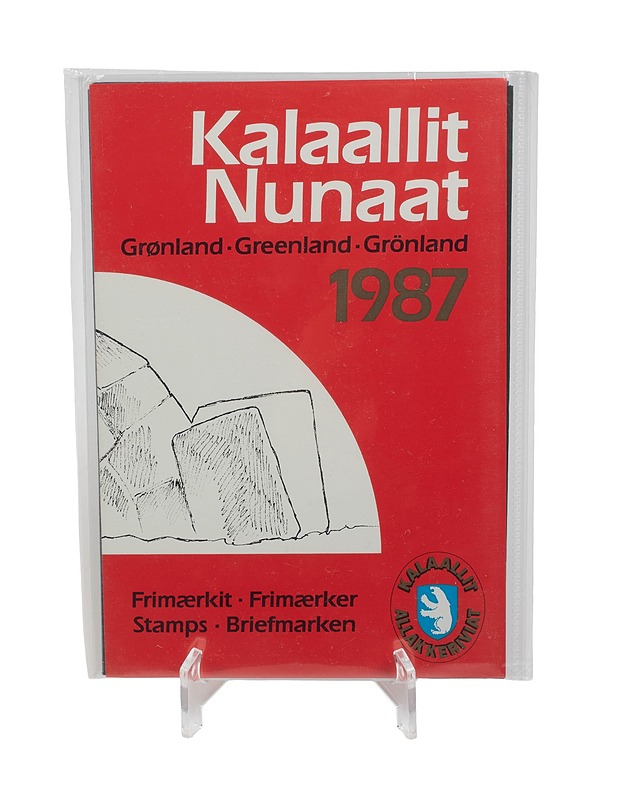 Kalaallit
Nunaat
Grønland · Greenland · Grönland
1987
Frimærkit · Frimærker
Stamps · Briefmarken
KALAALLIT
ALLAKKERIVIAT